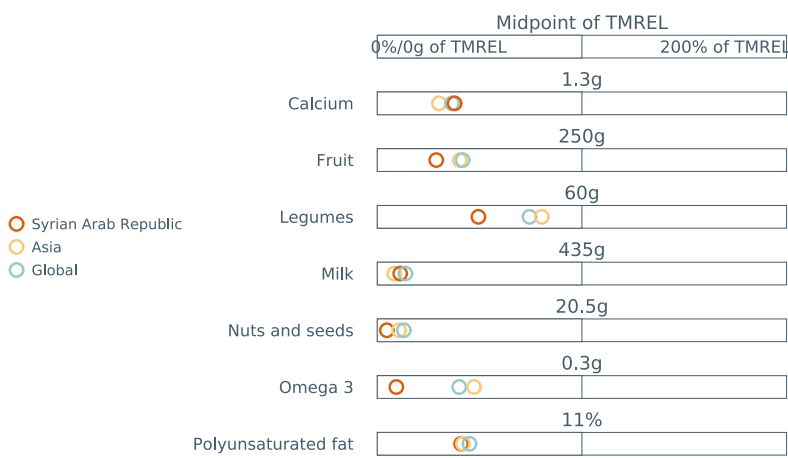 Midpoint of TMREL
0%/0g of TMREL 200% of TMREL
1.3g
Calcium
250g
Fruit
60g
Legumes
Syrian Arab Republic
Asia
Global
435g
Milk
20.5g
Nuts and seeds
0.3g
Omega 3
11%
Polyunsaturated fat